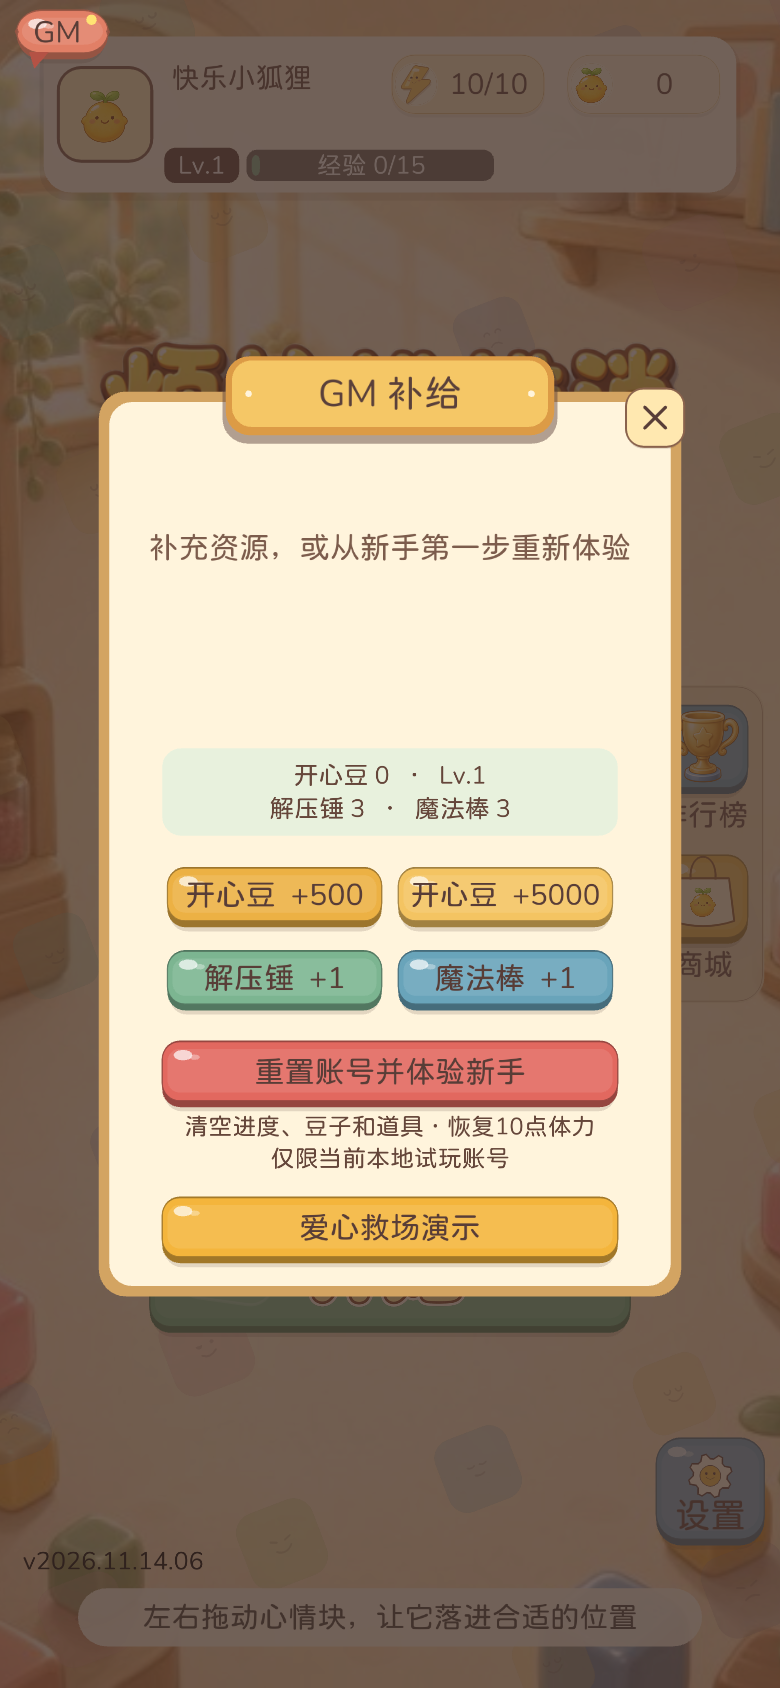 GM
快乐小狐狸
10/10
0
Lv.1
经验 0/15
GM 补给
补充资源，或从新手第一步重新体验
开心豆 0 · Lv.1
解压锤 3 · 魔法棒 3
行榜
开心豆 +500
开心豆 +5000
解压锤 +1
魔法棒 +1
商城
重置账号并体验新手
清空进度、豆子和道具·恢复10点体力
仅限当前本地试玩账号
爱心救场演示
设置
v2026.11.14.06
左右拖动心情块，让它落进合适的位置